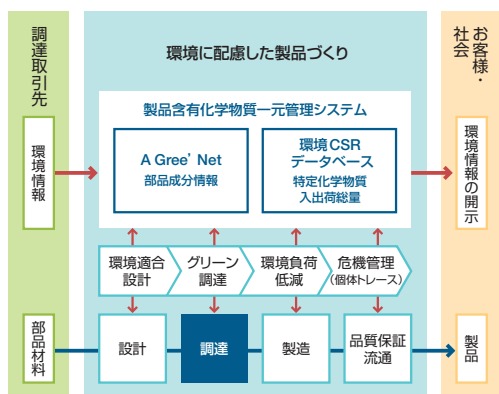 調達取引先
環境に配慮した製品づくり
お客様・
社会
製品含有化学物質一元管理システム
環境情報
A Gree’ Net
部品成分情報
環境CSR
データベース
特定化学物質
入出荷総量
環境情報の開示
環境適合
設計
グリーン
調達
環境負荷
低減
危機管理
(個体トレース)
部品材料
設計
調達
製造
品質保証
流通
製品